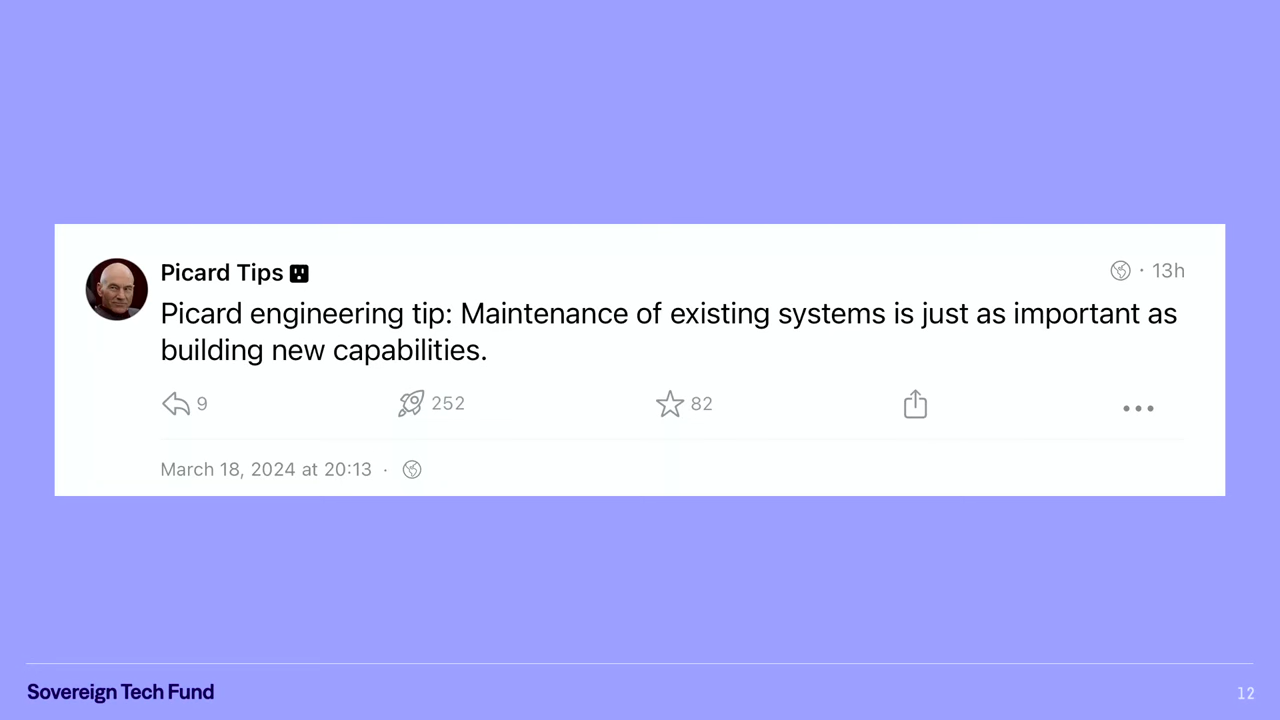 Picard Tips
13h
Picard engineering tip: Maintenance of existing systems is just as important as
building new capabilities.
9
252
82
March 18, 2024 at 20:13 ·
Sovereign Tech Fund
12